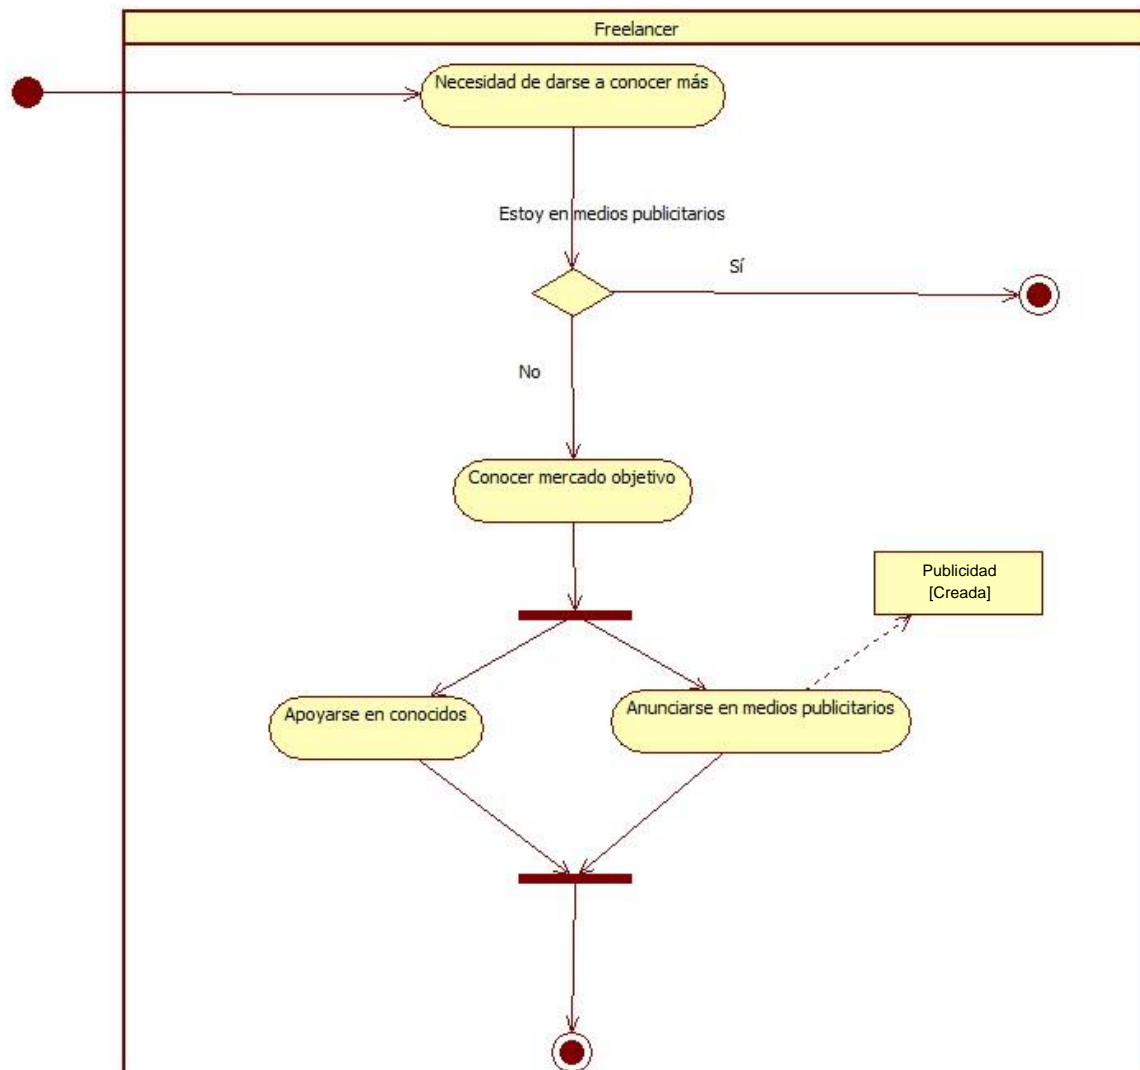 Freelancer
Necesidad de darse a conocer más
Estoy en medios publicitarios
Sí
No
Conocer mercado objetivo
Publicidad
[Creada]
Apoyarse en conocidos
Anunciarse en medios publicitarios